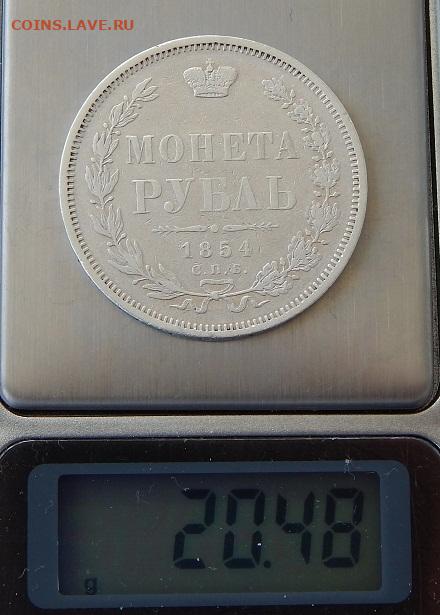 COINS.LAVE.RU
МОНЕТА
РУБЛЬ
1854
С.П.Б.
20.48
g